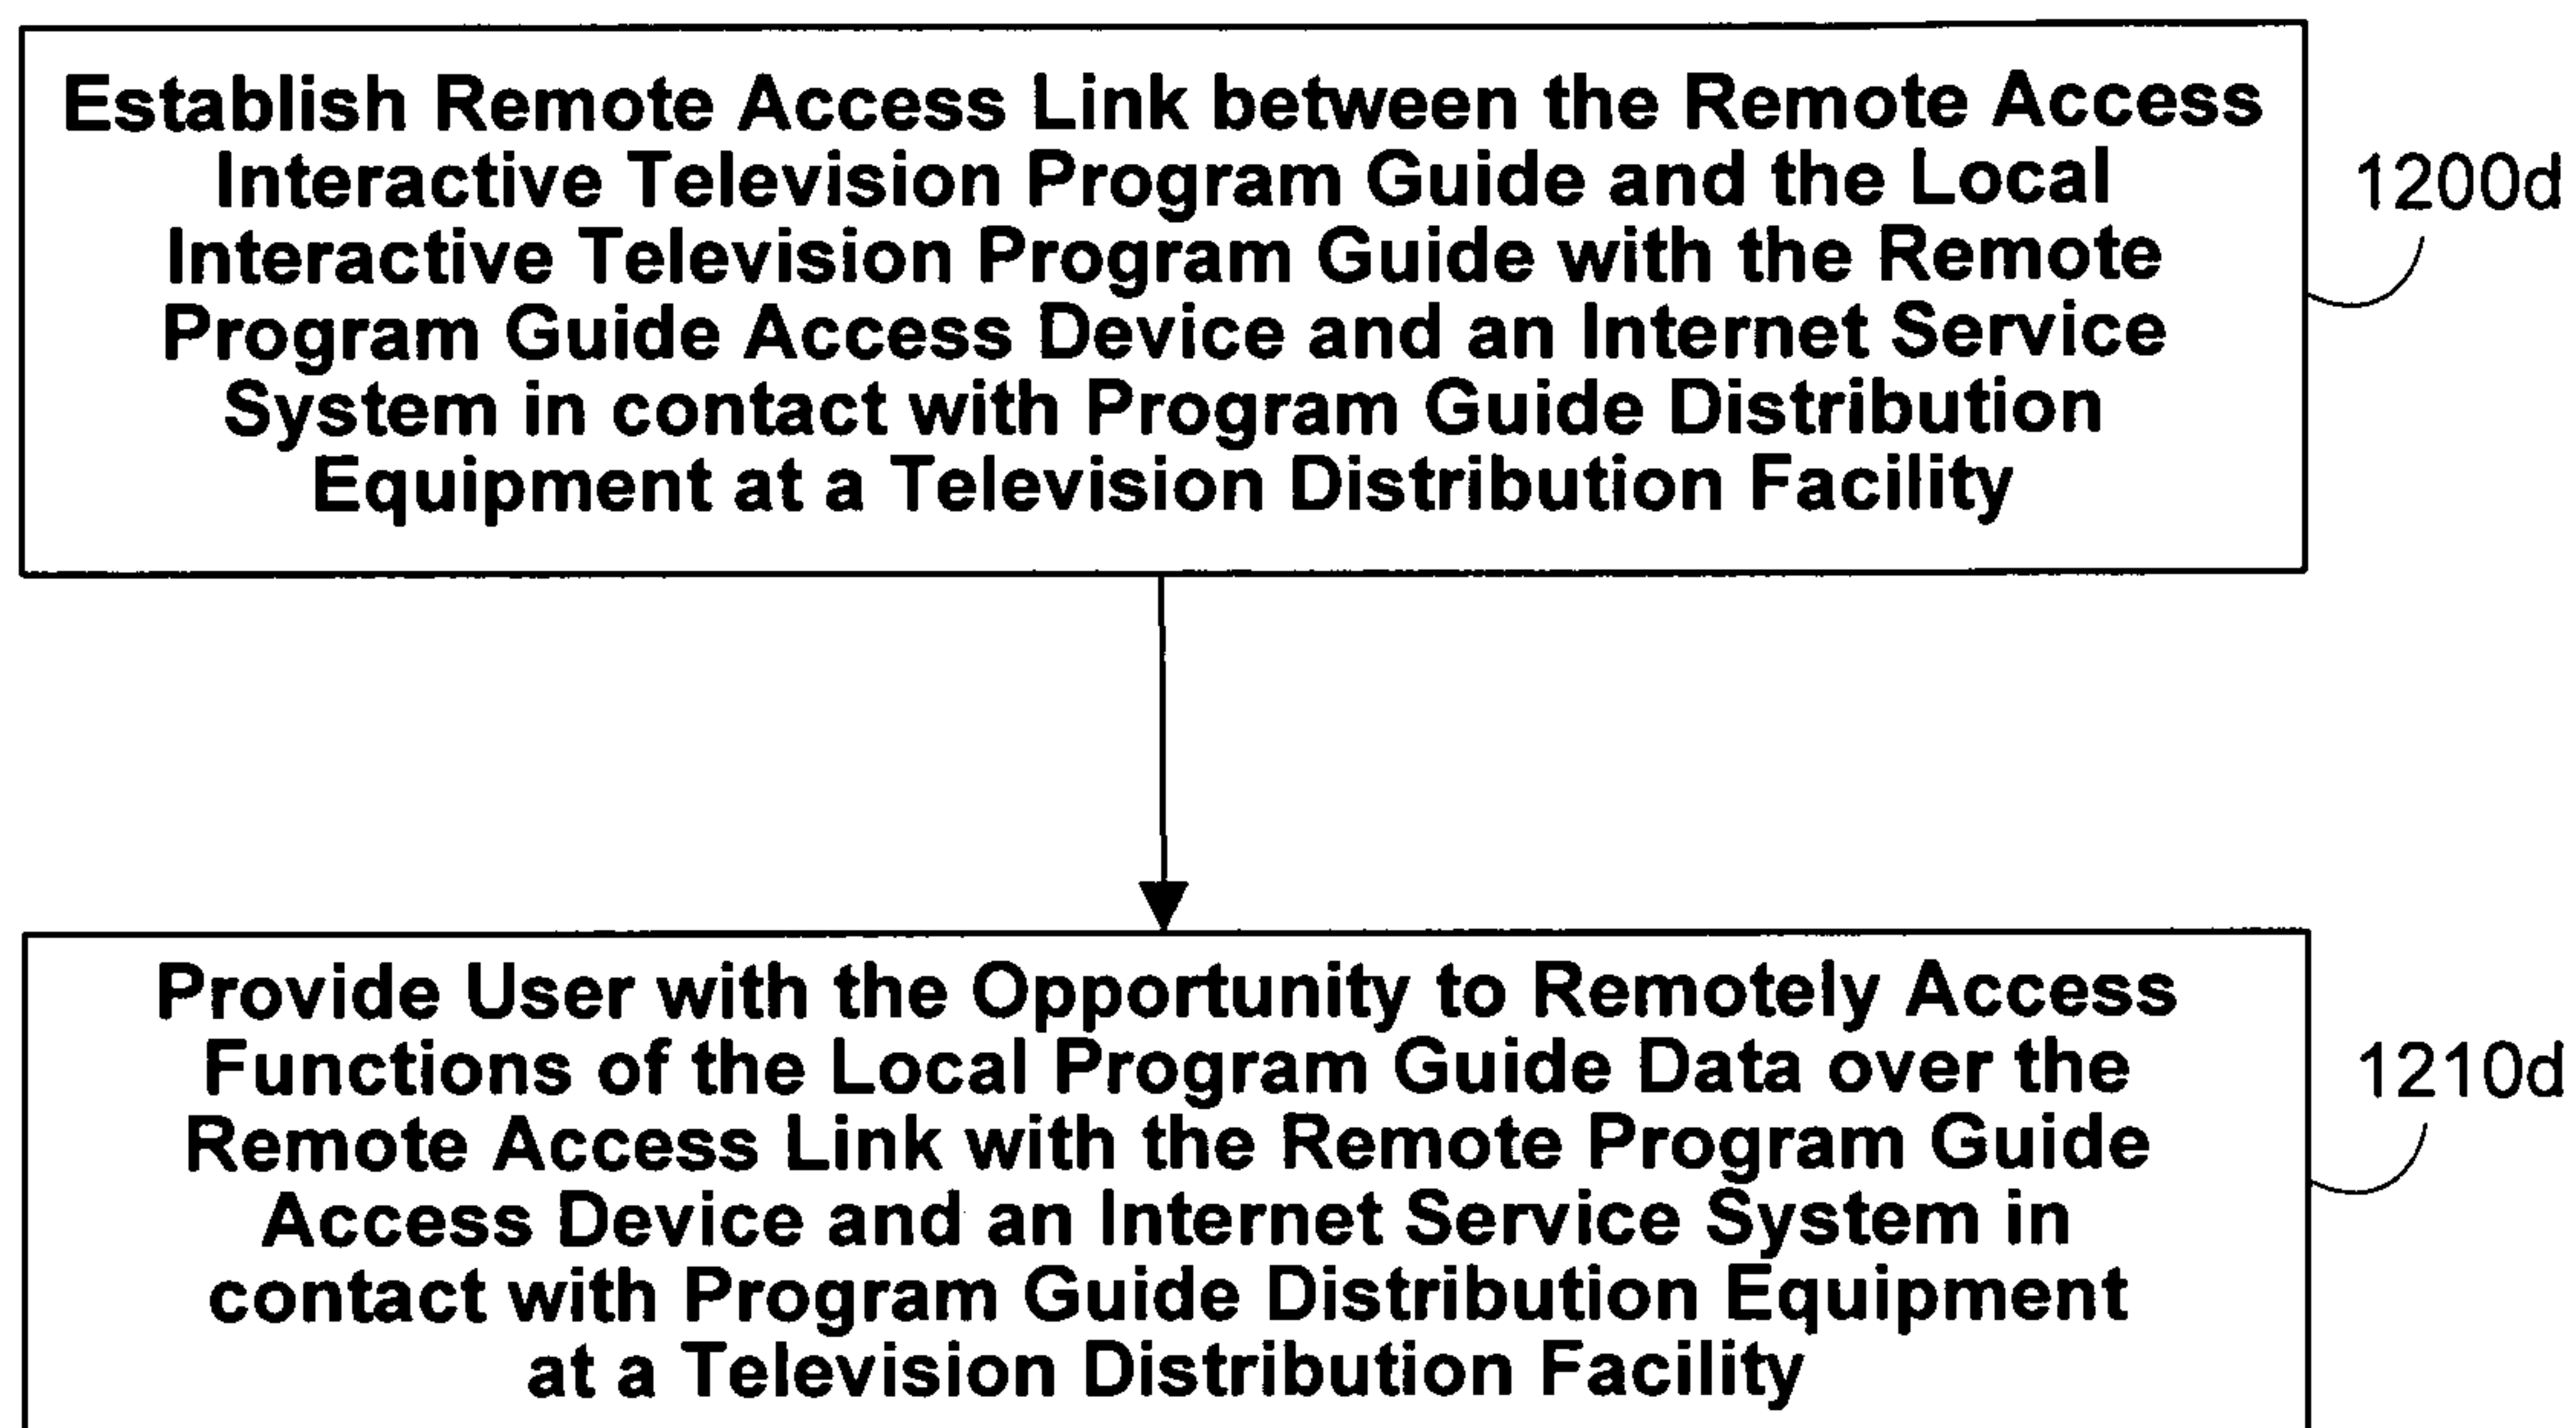 Establish Remote Access Link between the Remote Access
Interactive Television Program Guide and the Local
Interactive Television Program Guide with the Remote
Program Guide Access Device and an Internet Service
System in contact with Program Guide Distribution
Equipment at a Television Distribution Facility
1200d
Provide User with the Opportunity to Remotely Access
Functions of the Local Program Guide Data over the
Remote Access Link with the Remote Program Guide
Access Device and an Internet Service System in
contact with Program Guide Distribution Equipment
at a Television Distribution Facility
1210d